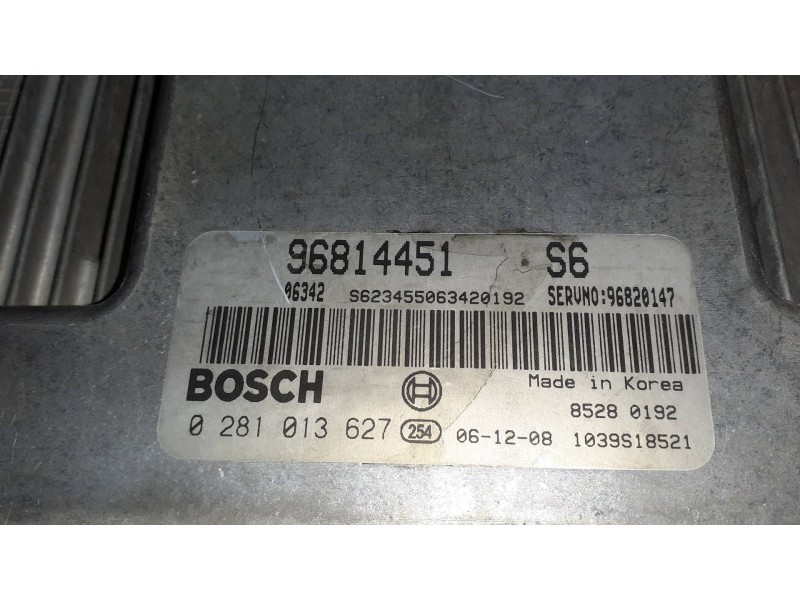 96814451 S6
06342 S623455063420192 SERVNO:96820147
BOSCH Made in Korea
8528 0192
0 281 013 627 254 06-12-08 1039S18521